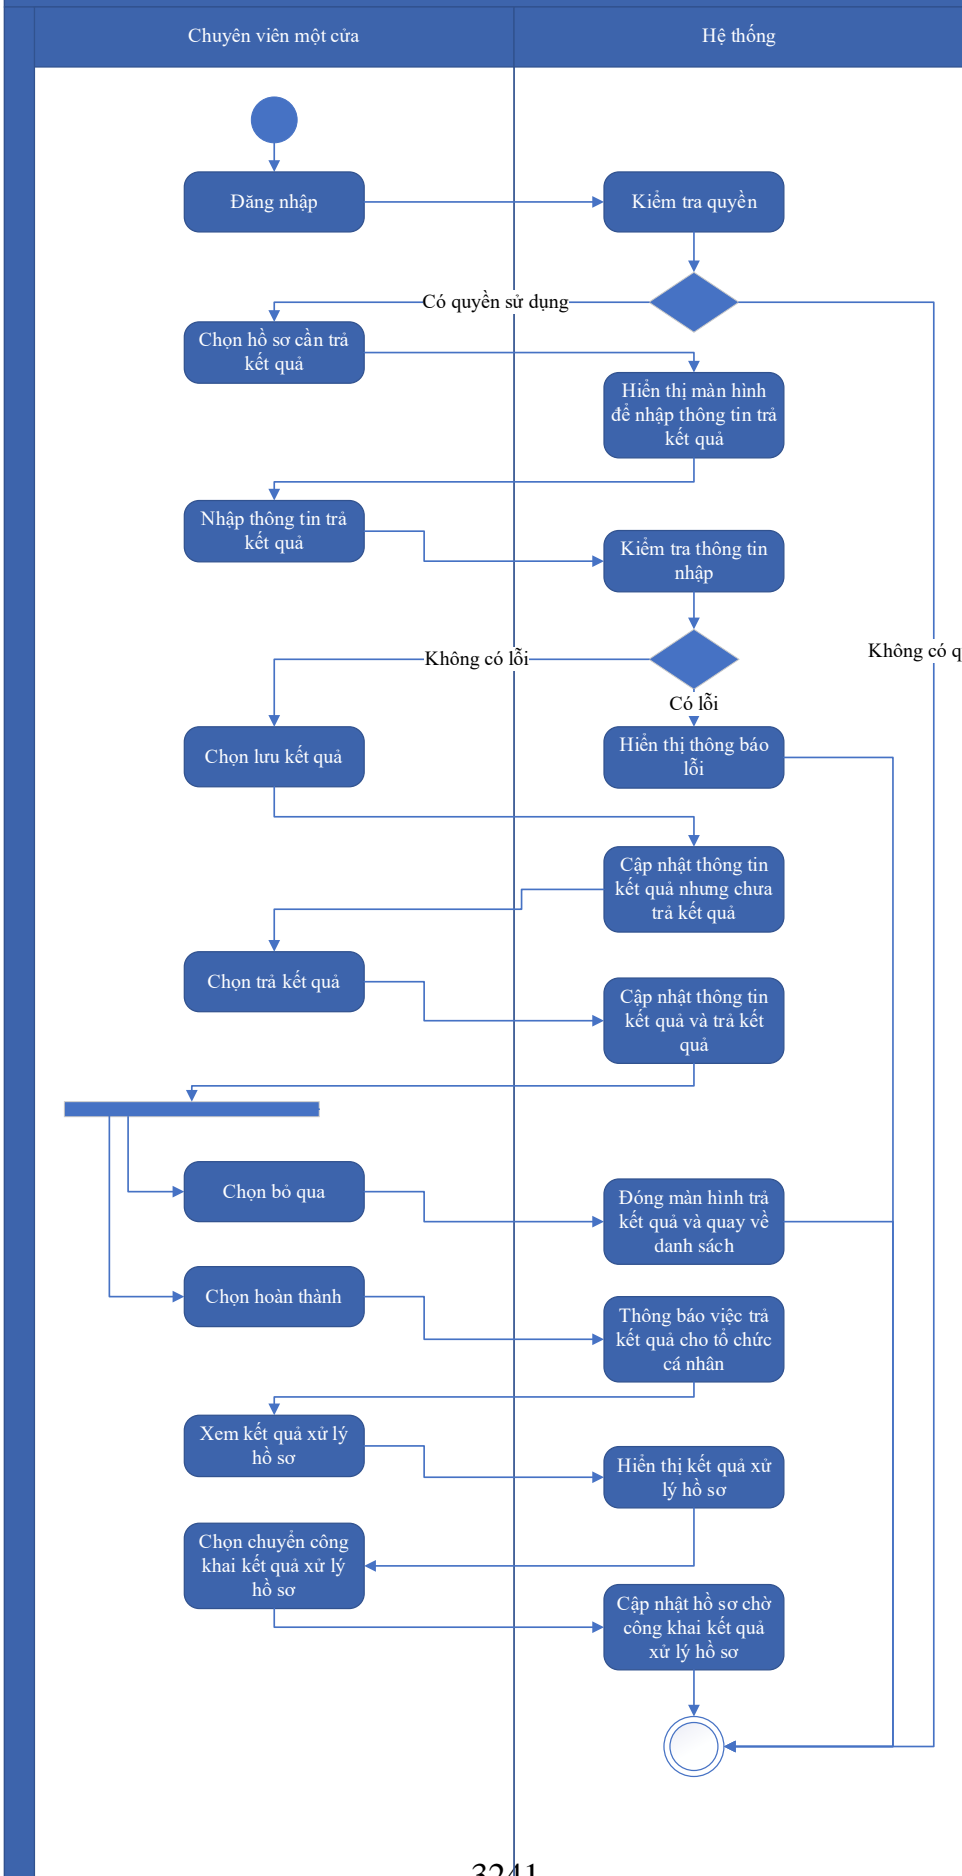 Chuyên viên một cửa
Hệ thống
Đăng nhập
Kiểm tra quyền
Có quyền sử dụng
Chọn hồ sơ cần trả
kết quả
Hiển thị màn hình
để nhập thông tin trả
kết quả
Nhập thông tin trả
kết quả
Kiểm tra thông tin
nhập
Không có q
Không có lỗi
Có lỗi
Chọn lưu kết quả
Hiển thị thông báo
lỗi
Cập nhật thông tin
kết quả nhưng chưa
trả kết quả
Chọn trả kết quả
Cập nhật thông tin
kết quả và trả kết
quả
Chọn bỏ qua
Đóng màn hình trả
kết quả và quay về
danh sách
Chọn hoàn thành
Thông báo việc trả
kết quả cho tổ chức
cá nhân
Xem kết quả xử lý
hồ sơ
Hiển thị kết quả xử
lý hồ sơ
Chọn chuyển công
khai kết quả xử lý
hồ sơ
Cập nhật hồ sơ chờ
công khai kết quả
xử lý hồ sơ
3241